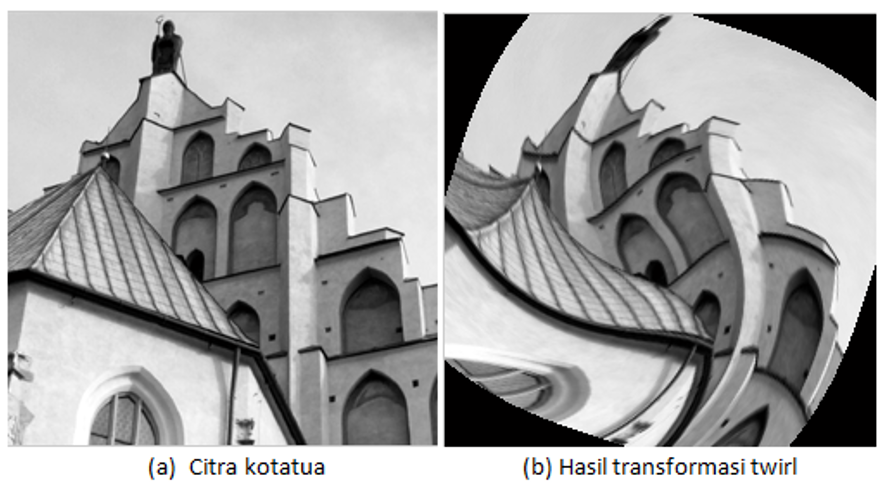 (a) Citra kotatua
(b) Hasil transformasi twirl